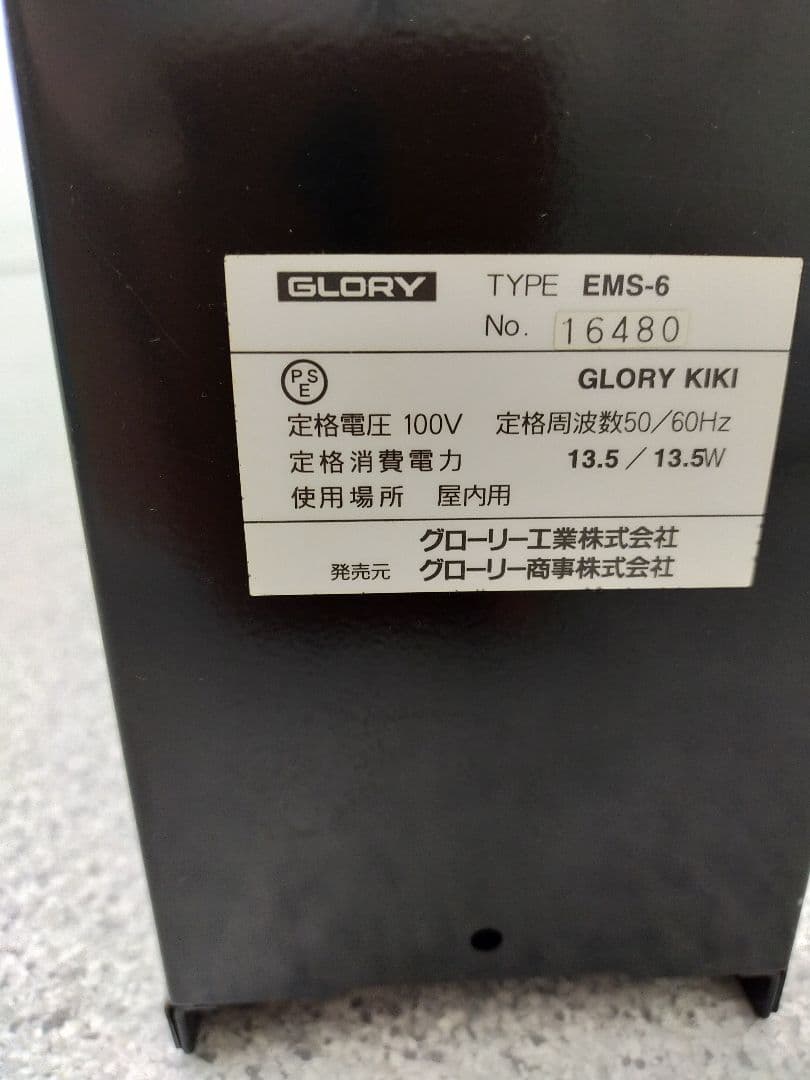 GLORY TYPE EMS-6
No. 16480
PSE GLORY KIKI
定格電圧 100V 定格周波数50/60Hz
定格消費電力 13.5/13.5W
使用場所 屋内用
グローリー工業株式会社
発売元 グローリー商事株式会社